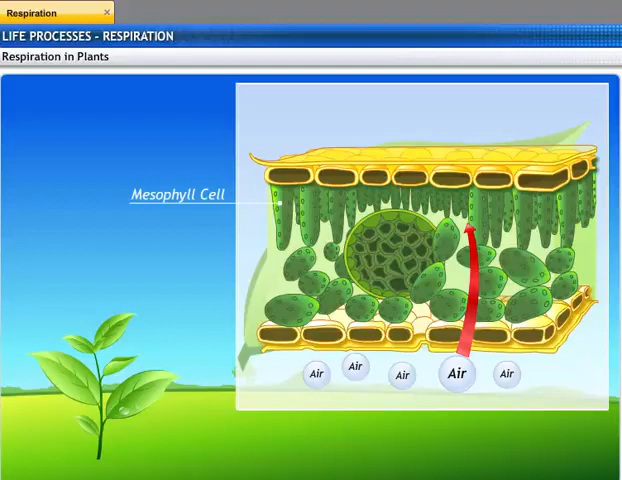 Respiration ×
LIFE PROCESSES - RESPIRATION
Respiration in Plants
Mesophyll Cell
Air
Air
Air
Air
Air